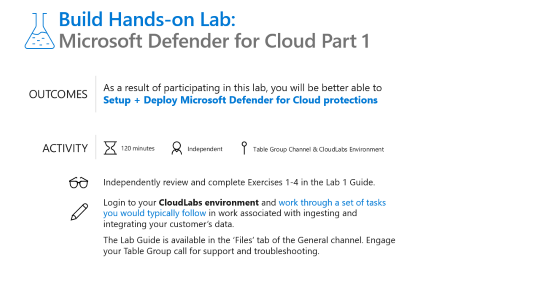 Build Hands-on Lab:
Microsoft Defender for Cloud Part 1
OUTCOMES
As a result of participating in this lab, you will be better able to
Setup + Deploy Microsoft Defender for Cloud protections
ACTIVITY
120 minutes
Independent
Table Group Channel & CloudLabs Environment
Independently review and complete Exercises 1-4 in the Lab 1 Guide.
Login to your CloudLabs environment and work through a set of tasks
you would typically follow in work associated with ingesting and
integrating your customer's data.
The Lab Guide is available in the 'Files' tab of the General channel. Engage
your Table Group call for support and troubleshooting.